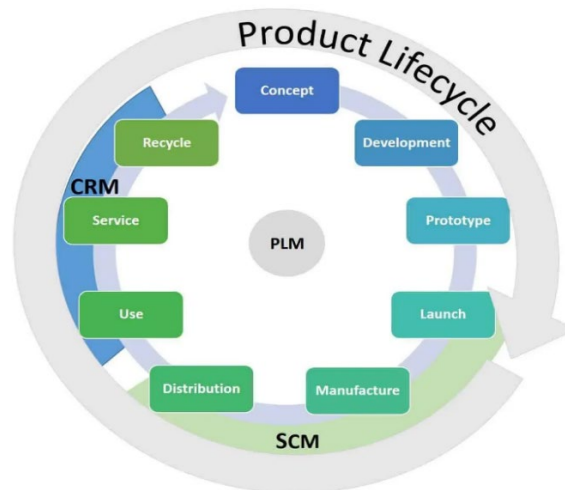 Product Lifecycle
Concept
Development
Prototype
Launch
Manufacture
Distribution
Use
Service
Recycle
CRM
PLM
SCM